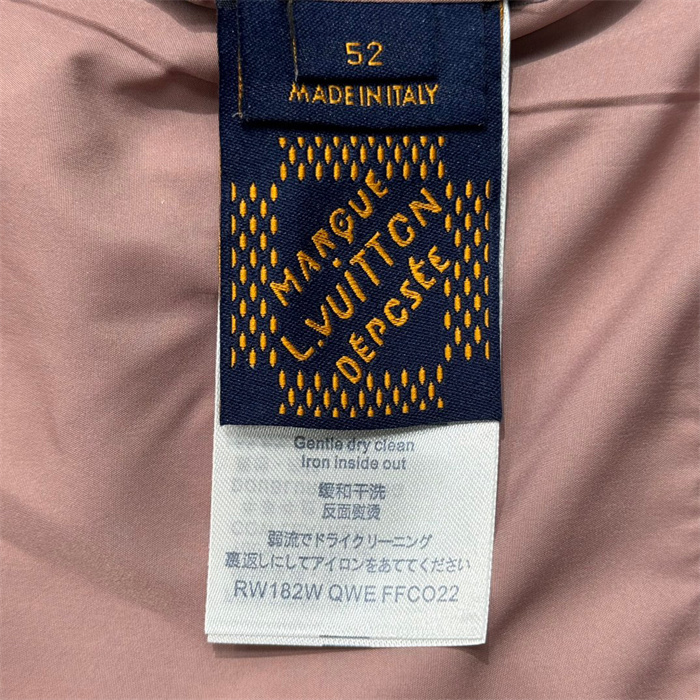 52
MADE IN ITALY
MARQUE
L.VUITTON
DÉPOSÉE
Gentle dry clean
Iron inside out
缓和干洗
反面熨烫
弱流でドライクリーニング
裏返しにしてアイロンをあててください
RW182W QWE FFCO22